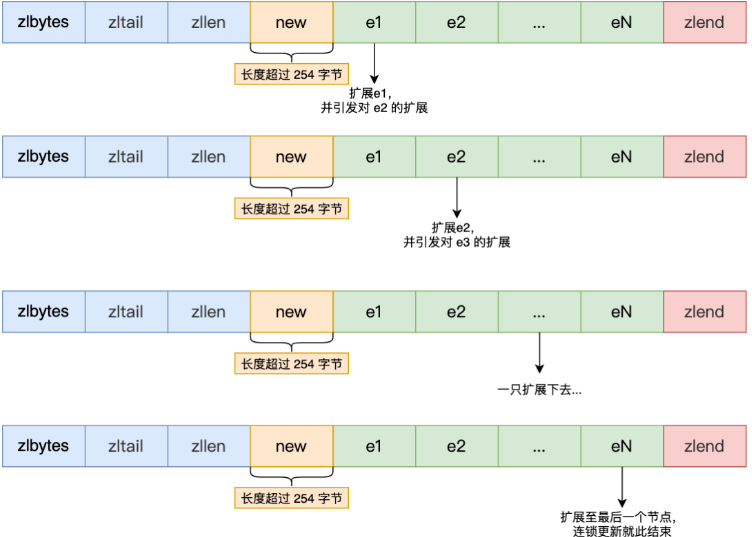 zlbytes zltail zllen new e1 e2 ... eN zlend
长度超过 254 字节
扩展e1,
并引发对 e2 的扩展
zlbytes zltail zllen new e1 e2 ... eN zlend
长度超过 254 字节
扩展e2,
并引发对 e3 的扩展
zlbytes zltail zllen new e1 e2 ... eN zlend
长度超过 254 字节
一只扩展下去...
zlbytes zltail zllen new e1 e2 ... eN zlend
长度超过 254 字节
扩展至最后一个节点,
连锁更新就此结束